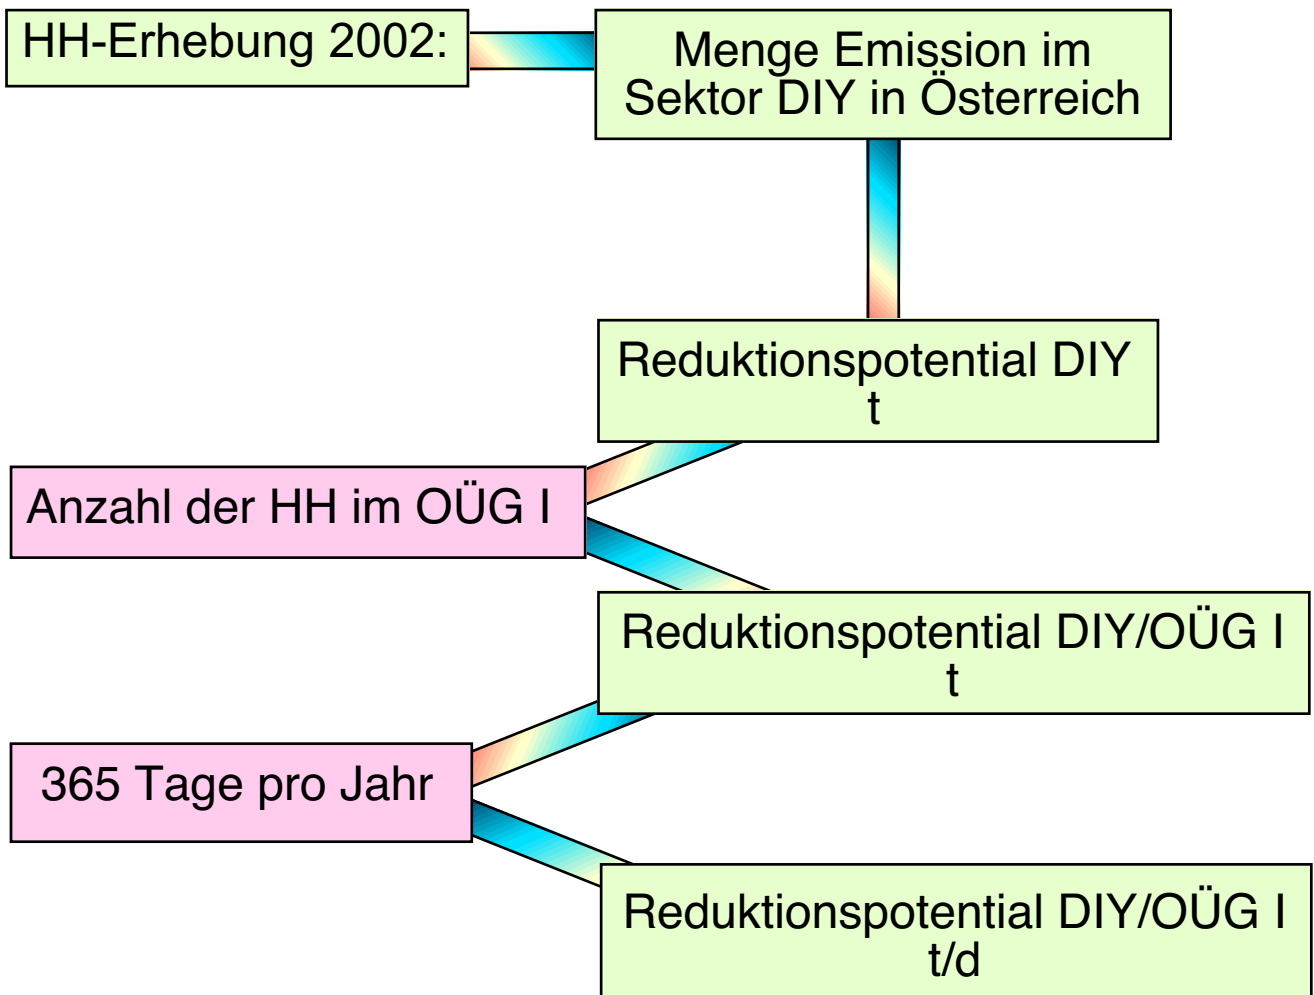 HH-Erhebung 2002:
Menge Emission im
Sektor DIY in Österreich
Reduktionspotential DIY
t
Anzahl der HH im OÜG I
Reduktionspotential DIY/OÜG I
t
365 Tage pro Jahr
Reduktionspotential DIY/OÜG I
t/d